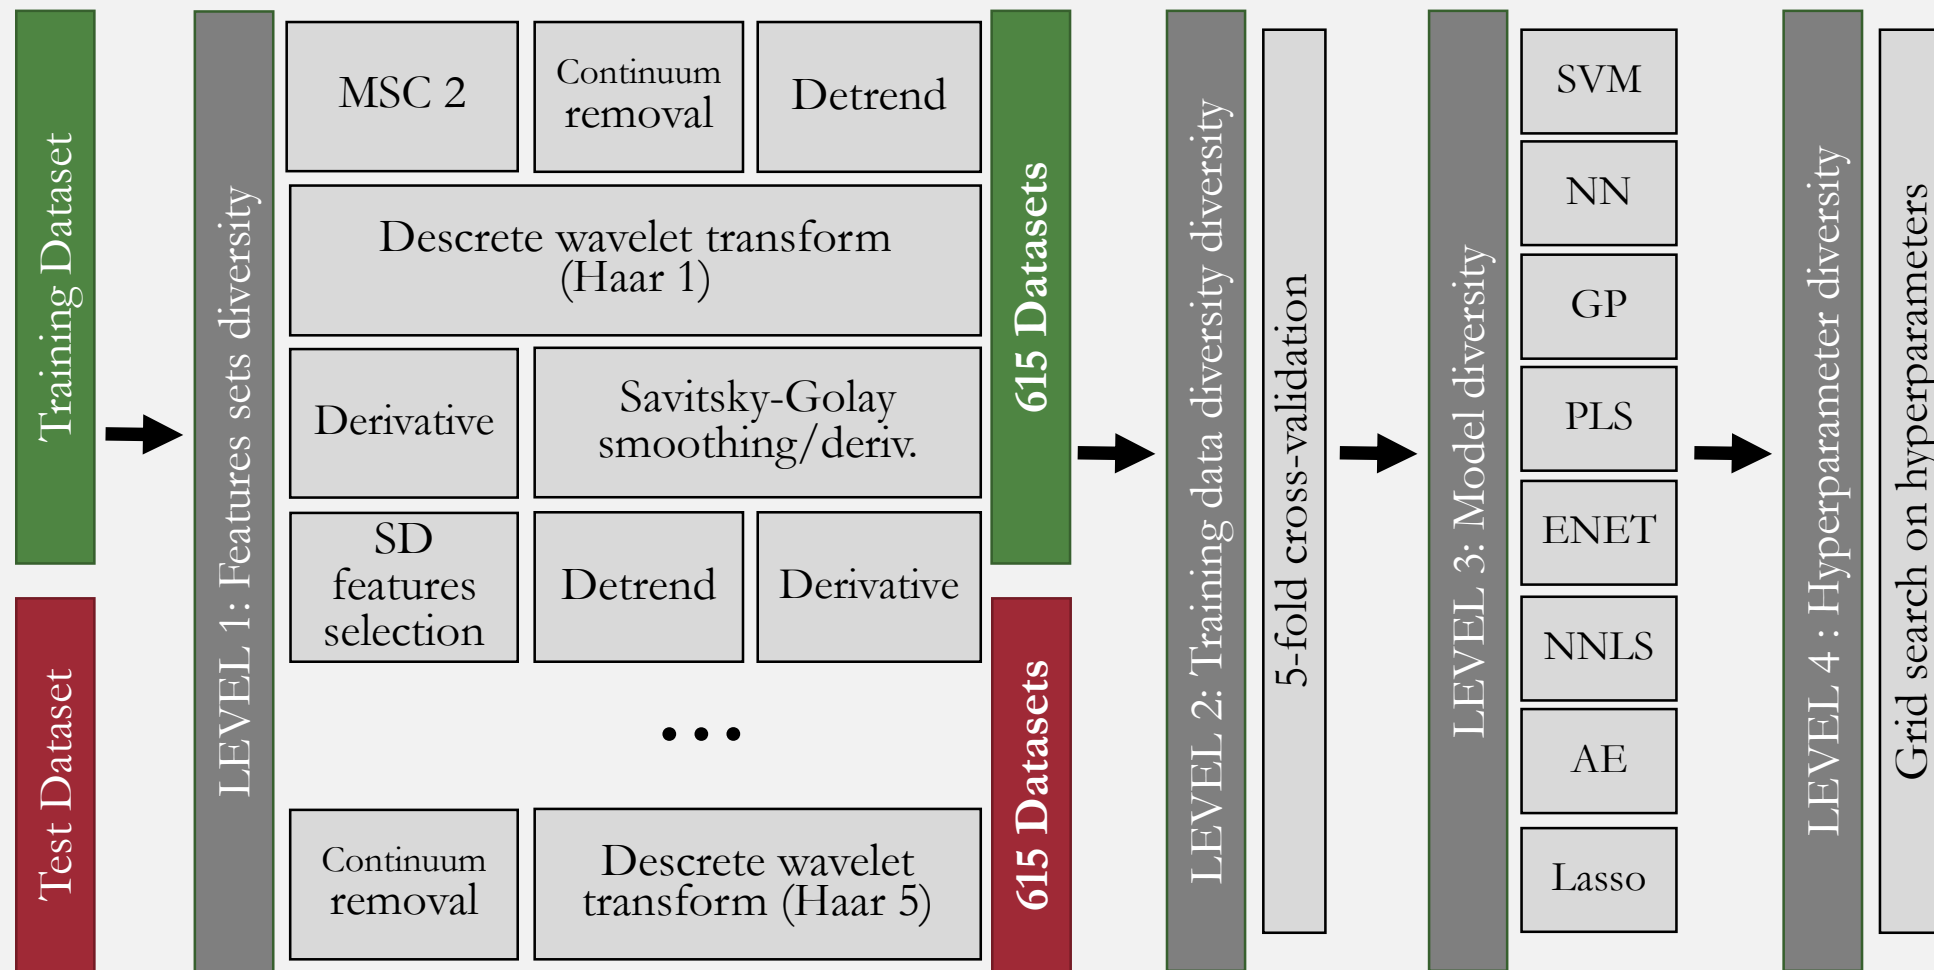 Training Dataset
Test Dataset
LEVEL 1: Features sets diversity
MSC 2
Continuum
removal
Detrend
Descrete wavelet transform
(Haar 1)
Derivative
Savitsky-Golay
smoothing/deriv.
SD
features
selection
Detrend
Derivative
...
Continuum
removal
Descrete wavelet
transform (Haar 5)
615 Datasets
615 Datasets
LEVEL 2: Training data diversity diversity
5-fold cross-validation
LEVEL 3: Model diversity
SVM
NN
GP
PLS
ENET
NNLS
AE
Lasso
LEVEL 4 : Hyperparameter diversity
Grid search on hyperparameters